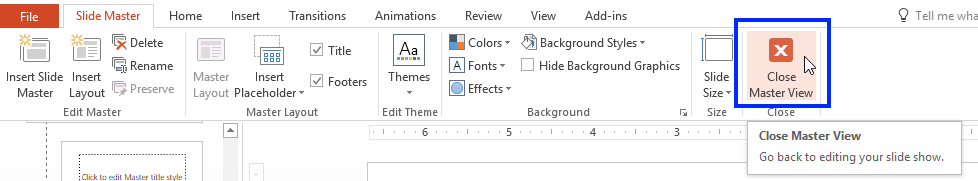 File Slide Master Home Insert Transitions Animations Review View Add-ins Tell me wha
Insert Slide Master
Insert Layout
Delete
Rename
Preserve
Edit Master
Master Layout
Insert Placeholder
Title
Footers
Master Layout
Aa
Themes
Edit Theme
Colors
A Fonts
Effects
Background Styles
Hide Background Graphics
Background
Slide Size
Size
Close Master View
Close
6 5 4 3
Close Master View
Go back to editing your slide show.
Click to edit Master title style